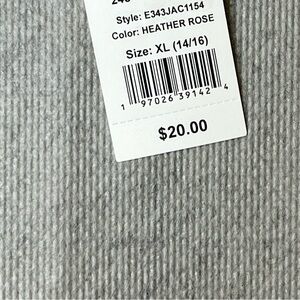 Style: E343JAC1154
Color: HEATHER ROSE
Size: XL (14/16)
1 97026 39142 4
$20.00